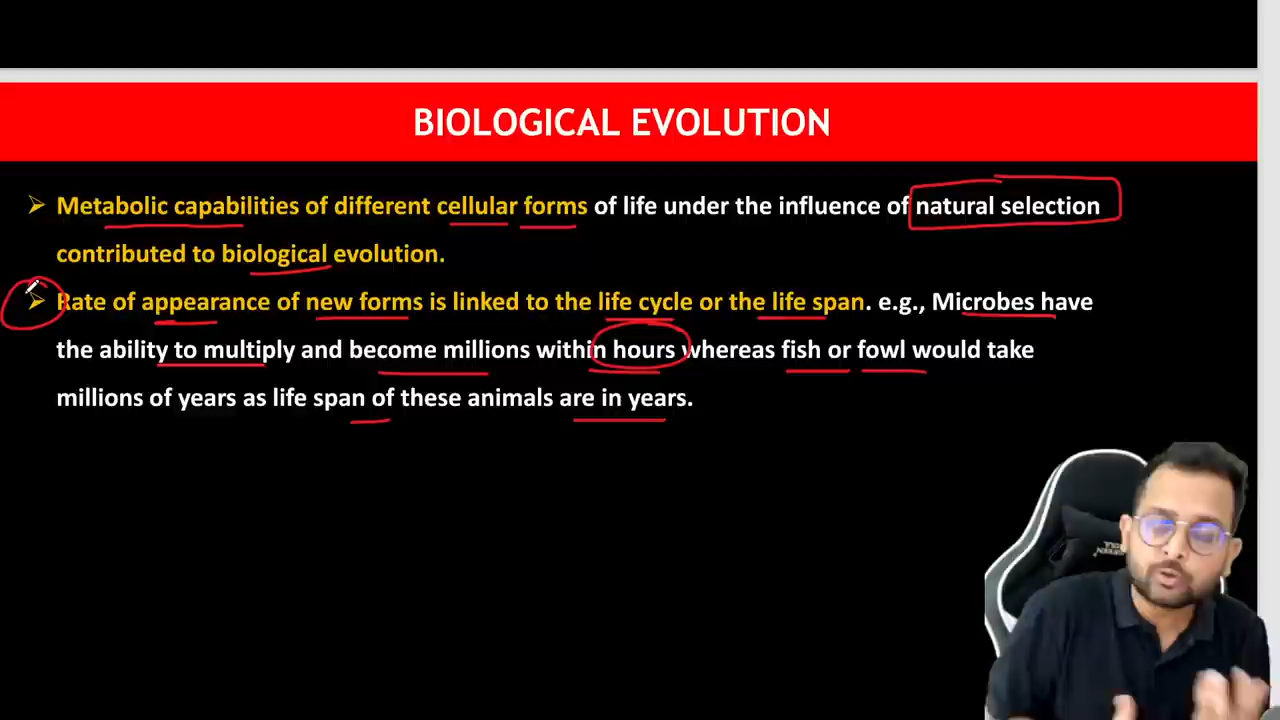 BIOLOGICAL EVOLUTION
➢ Metabolic capabilities of different cellular forms of life under the influence of natural selection
contributed to biological evolution.
➢ Rate of appearance of new forms is linked to the life cycle or the life span. e.g., Microbes have
the ability to multiply and become millions within hours whereas fish or fowl would take
millions of years as life span of these animals are in years.